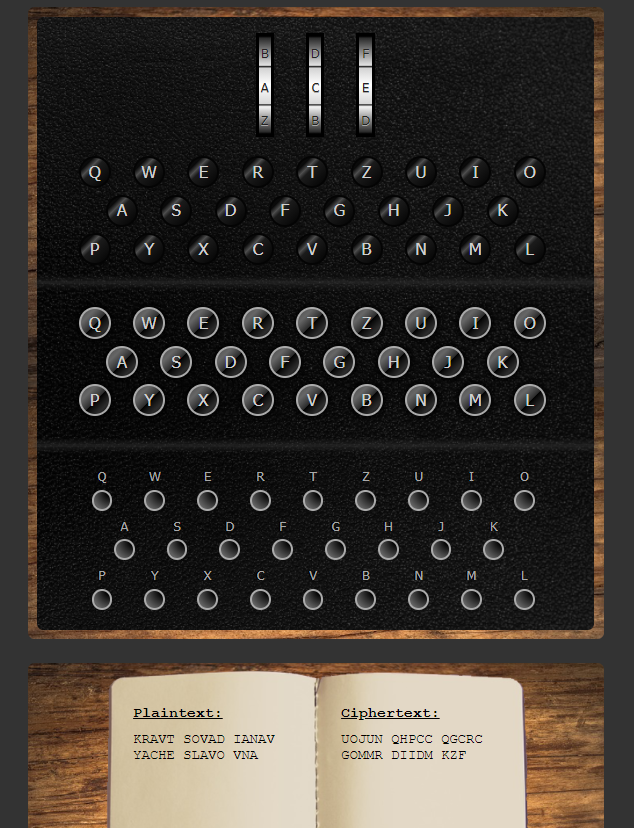 B D F
A C E
Z B D
Q W E R T Z U I O
A S D F G H J K
P Y X C V B N M L
Q W E R T Z U I O
A S D F G H J K
P Y X C V B N M L
Q W E R T Z U I O
A S D F G H J K
P Y X C V B N M L
Plaintext:
KRAVT SOVAD IANAV
YACHE SLAVO VNA
Ciphertext:
UOJUN QHPCC QGCRC
GOMMR DIIDM KZF